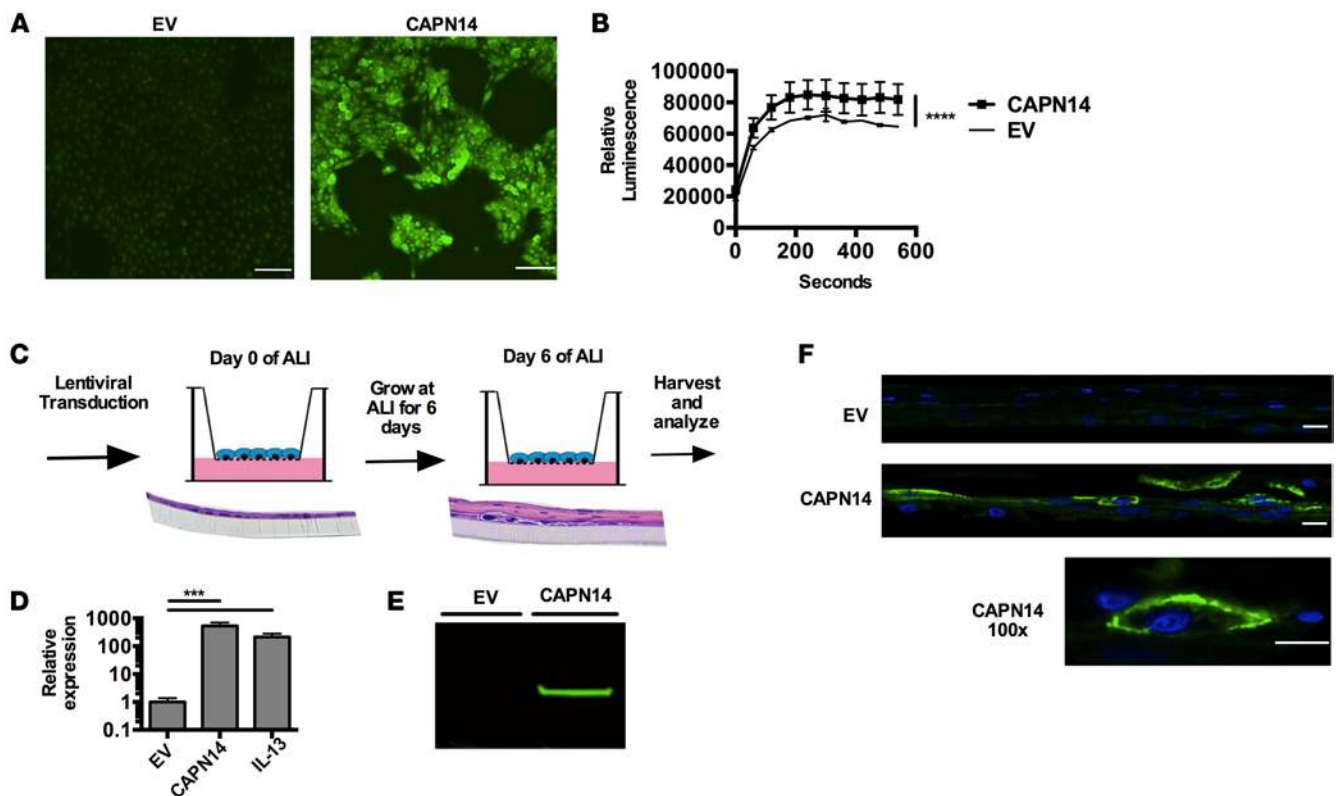 A
EV
CAPN14
B
100000
80000
60000
40000
20000
0
0 200 400 600
Relative
Luminescence
Seconds
CAPN14
EV
****
C
Lentiviral
Transduction
Day 0 of ALI
Grow at
ALI for 6
days
Day 6 of ALI
Harvest
and
analyze
D
***
Relative
expression
1000
100
10
1
0.1
EV
CAPN14
IL-13
E
EV CAPN14
F
EV
CAPN14
CAPN14
100x